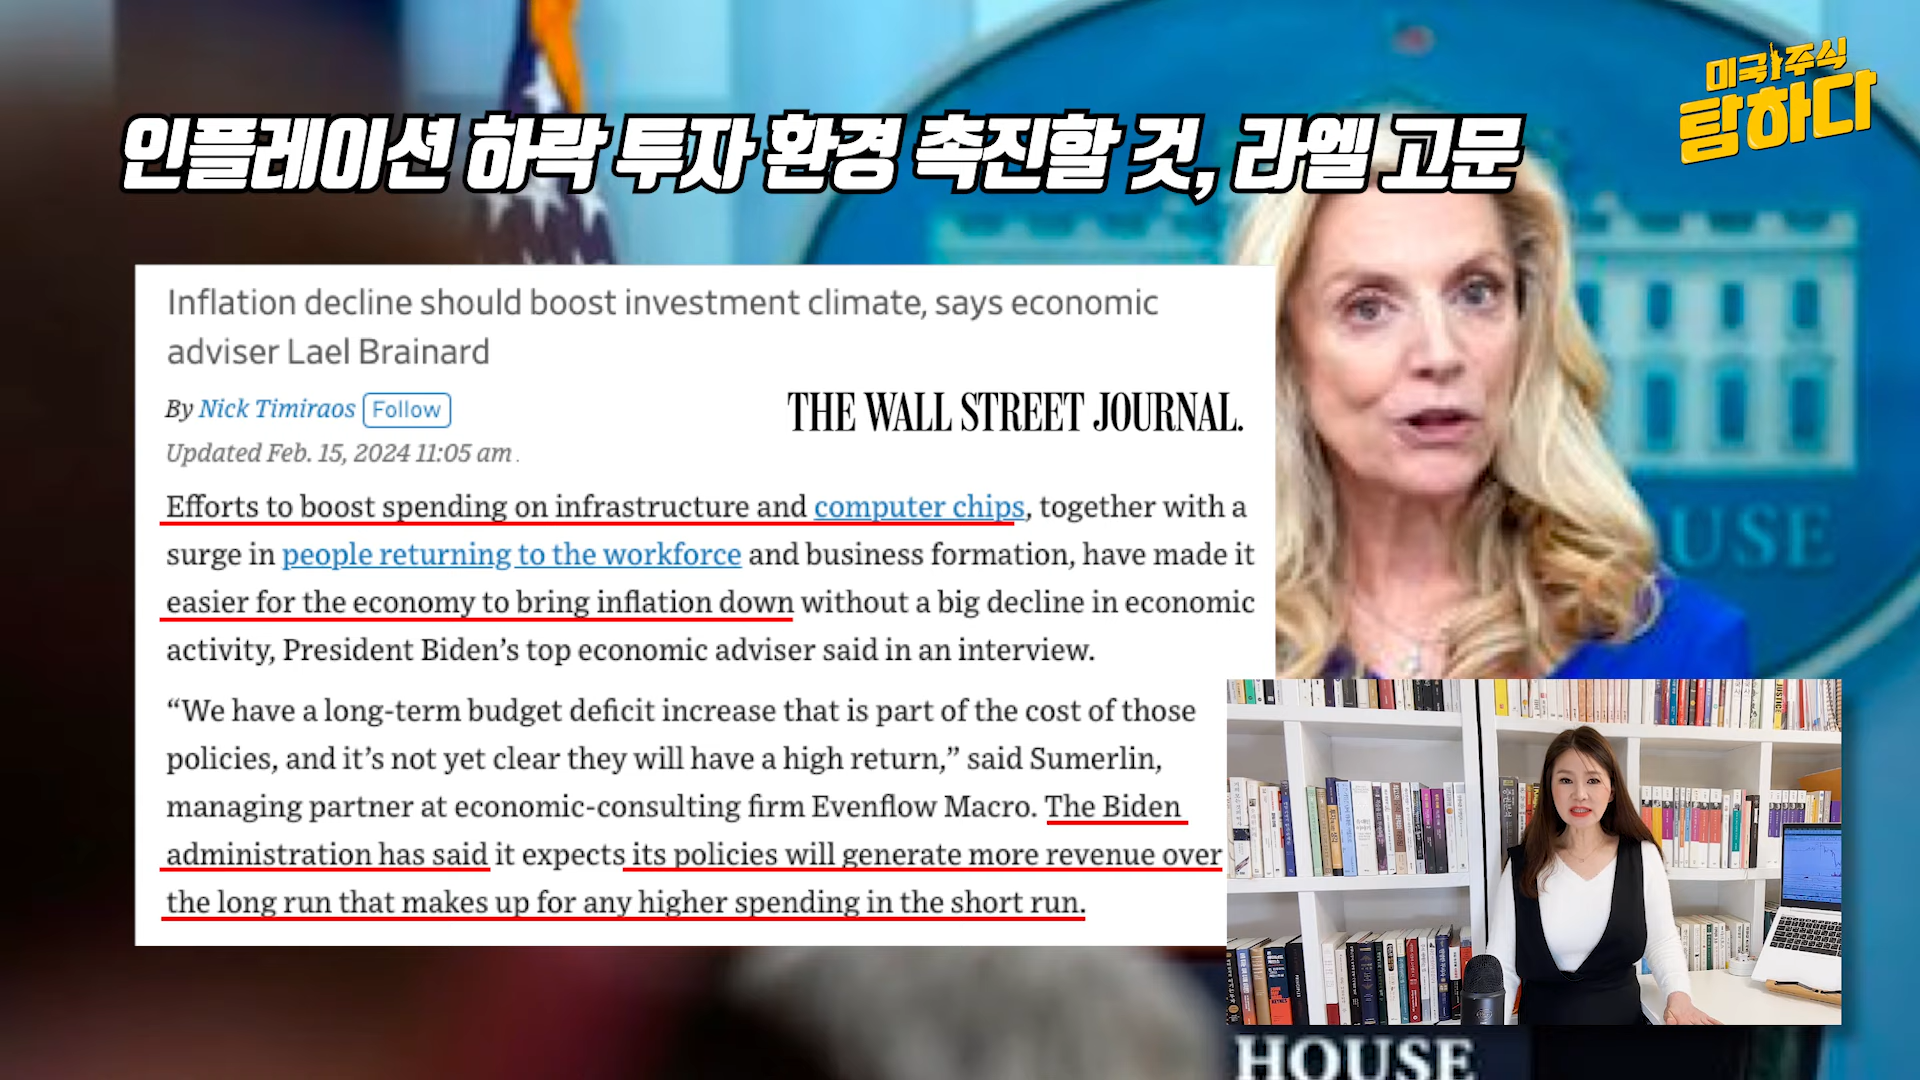 미국주식
탐하다
인플레이션 하락 투자 환경 촉진할 것, 라엘 고문
Inflation decline should boost investment climate, says economic
adviser Lael Brainard
By Nick Timiraos Follow
THE WALL STREET JOURNAL.
Updated Feb. 15, 2024 11:05 am .
Efforts to boost spending on infrastructure and computer chips, together with a
surge in people returning to the workforce and business formation, have made it
easier for the economy to bring inflation down without a big decline in economic
activity, President Biden’s top economic adviser said in an interview.
“We have a long-term budget deficit increase that is part of the cost of those
policies, and it’s not yet clear they will have a high return,” said Sumerlin,
managing partner at economic-consulting firm Evenflow Macro. The Biden
administration has said it expects its policies will generate more revenue over
the long run that makes up for any higher spending in the short run.
USE
JUSTICE
HOUSE